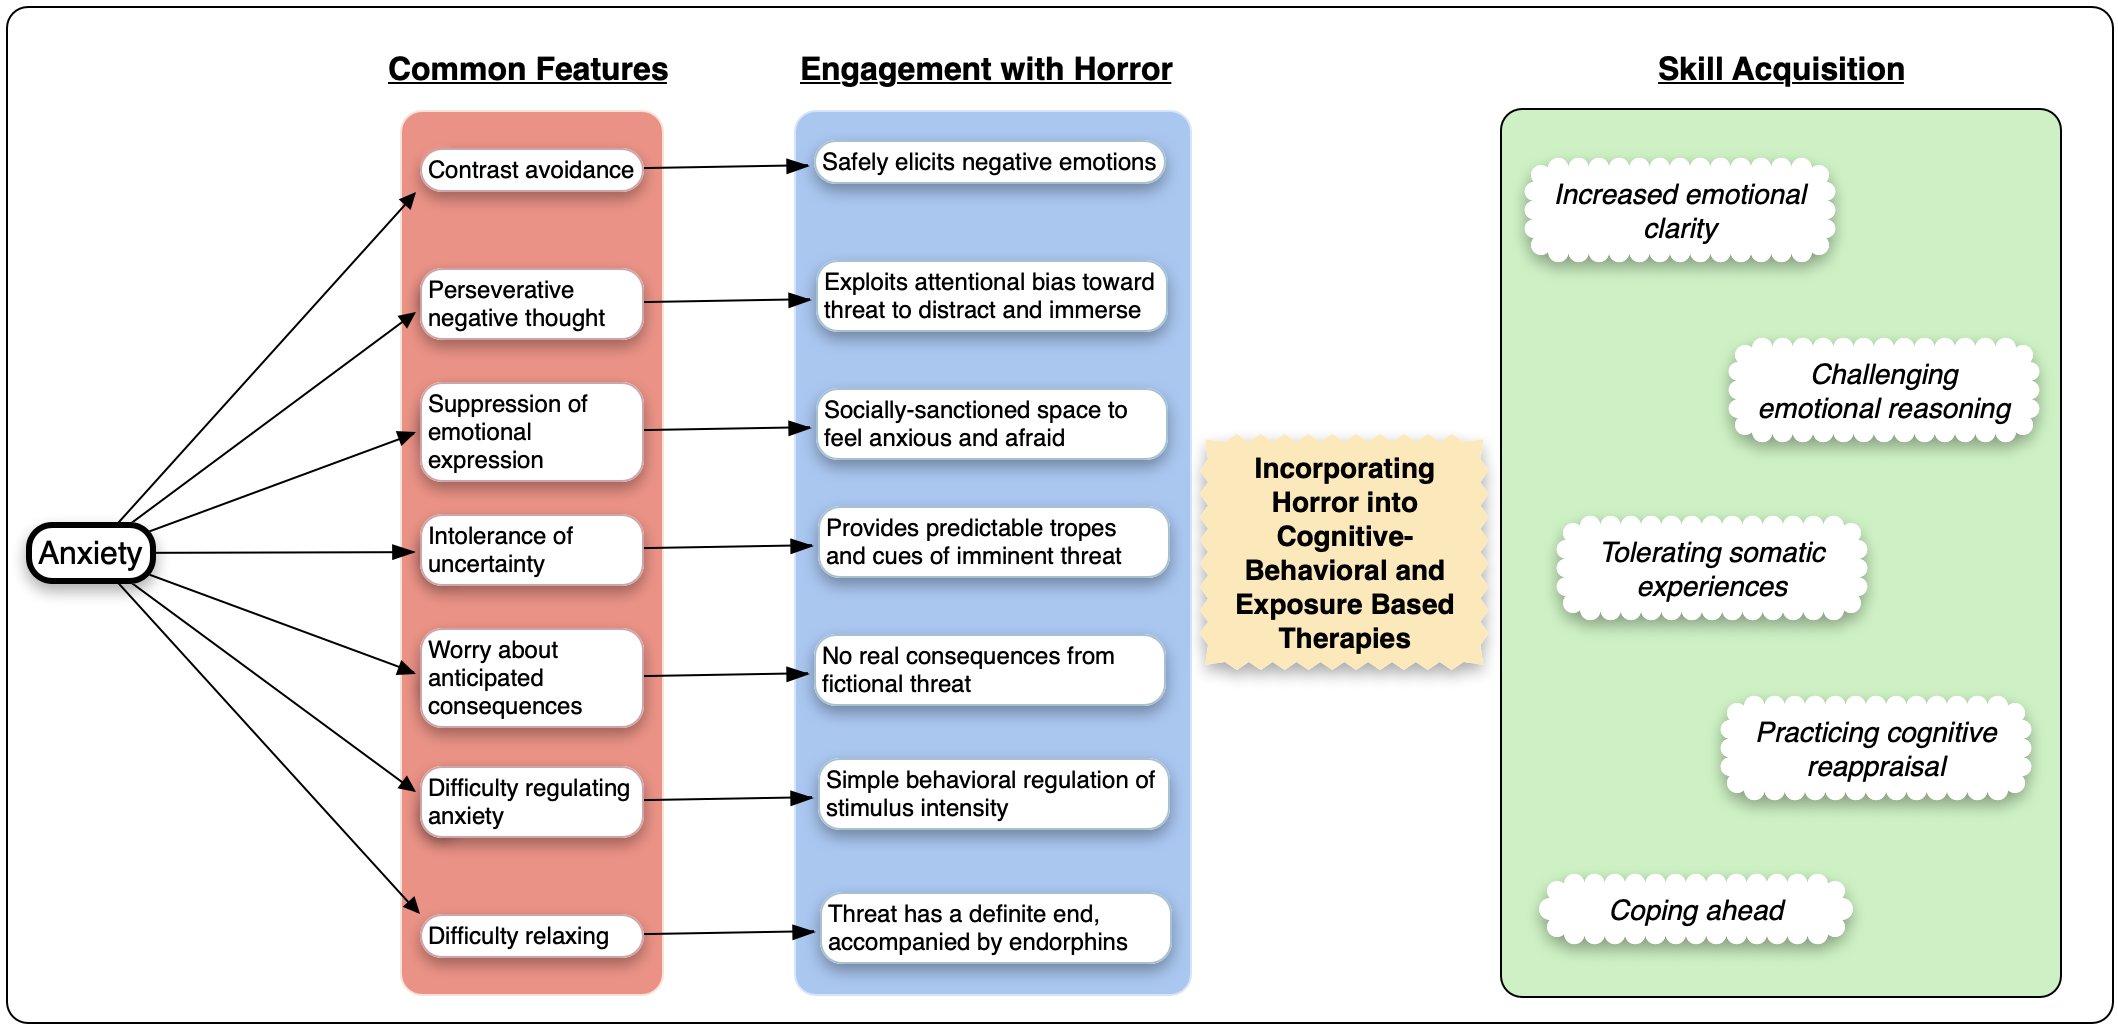 Common Features
Engagement with Horror
Skill Acquisition
Anxiety
Contrast avoidance
Perseverative
negative thought
Suppression of
emotional
expression
Intolerance of
uncertainty
Worry about
anticipated
consequences
Difficulty regulating
anxiety
Difficulty relaxing
Safely elicits negative emotions
Exploits attentional bias toward
threat to distract and immerse
Socially-sanctioned space to
feel anxious and afraid
Provides predictable tropes
and cues of imminent threat
No real consequences from
fictional threat
Simple behavioral regulation of
stimulus intensity
Threat has a definite end,
accompanied by endorphins
Incorporating
Horror into
Cognitive-
Behavioral and
Exposure Based
Therapies
Increased emotional
clarity
Challenging
emotional reasoning
Tolerating somatic
experiences
Practicing cognitive
reappraisal
Coping ahead